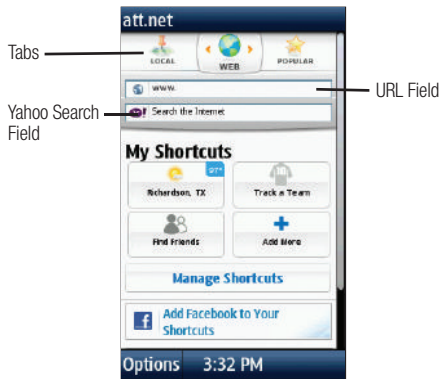 att.net
Tabs
LOCAL
WEB
POPULAR
www.
URL Field
Yahoo Search
Field
Search the Internet
My Shortcuts
97°
Richardson, TX
Track a Team
Find Friends
Add More
Manage Shortcuts
f
Add Facebook to Your
Shortcuts
Options 3:32 PM